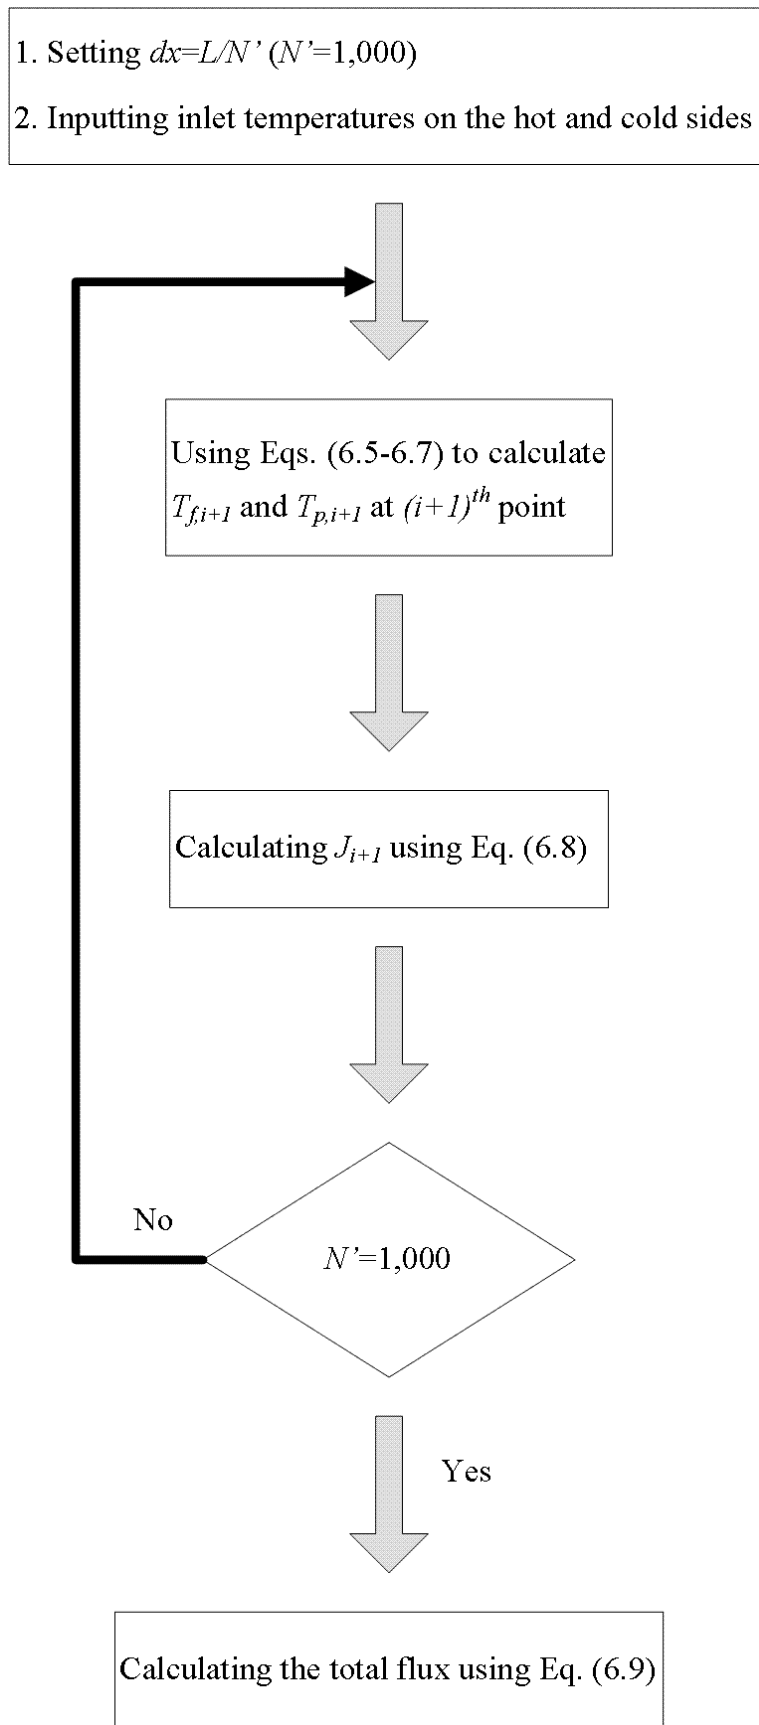 1. Setting dx=L/N' (N'=1,000)
2. Inputting inlet temperatures on the hot and cold sides
Using Eqs. (6.5-6.7) to calculate
Tf,i+1 and Tp,i+1 at (i+1)th point
Calculating Ji+1 using Eq. (6.8)
No
N'=1,000
Yes
Calculating the total flux using Eq. (6.9)